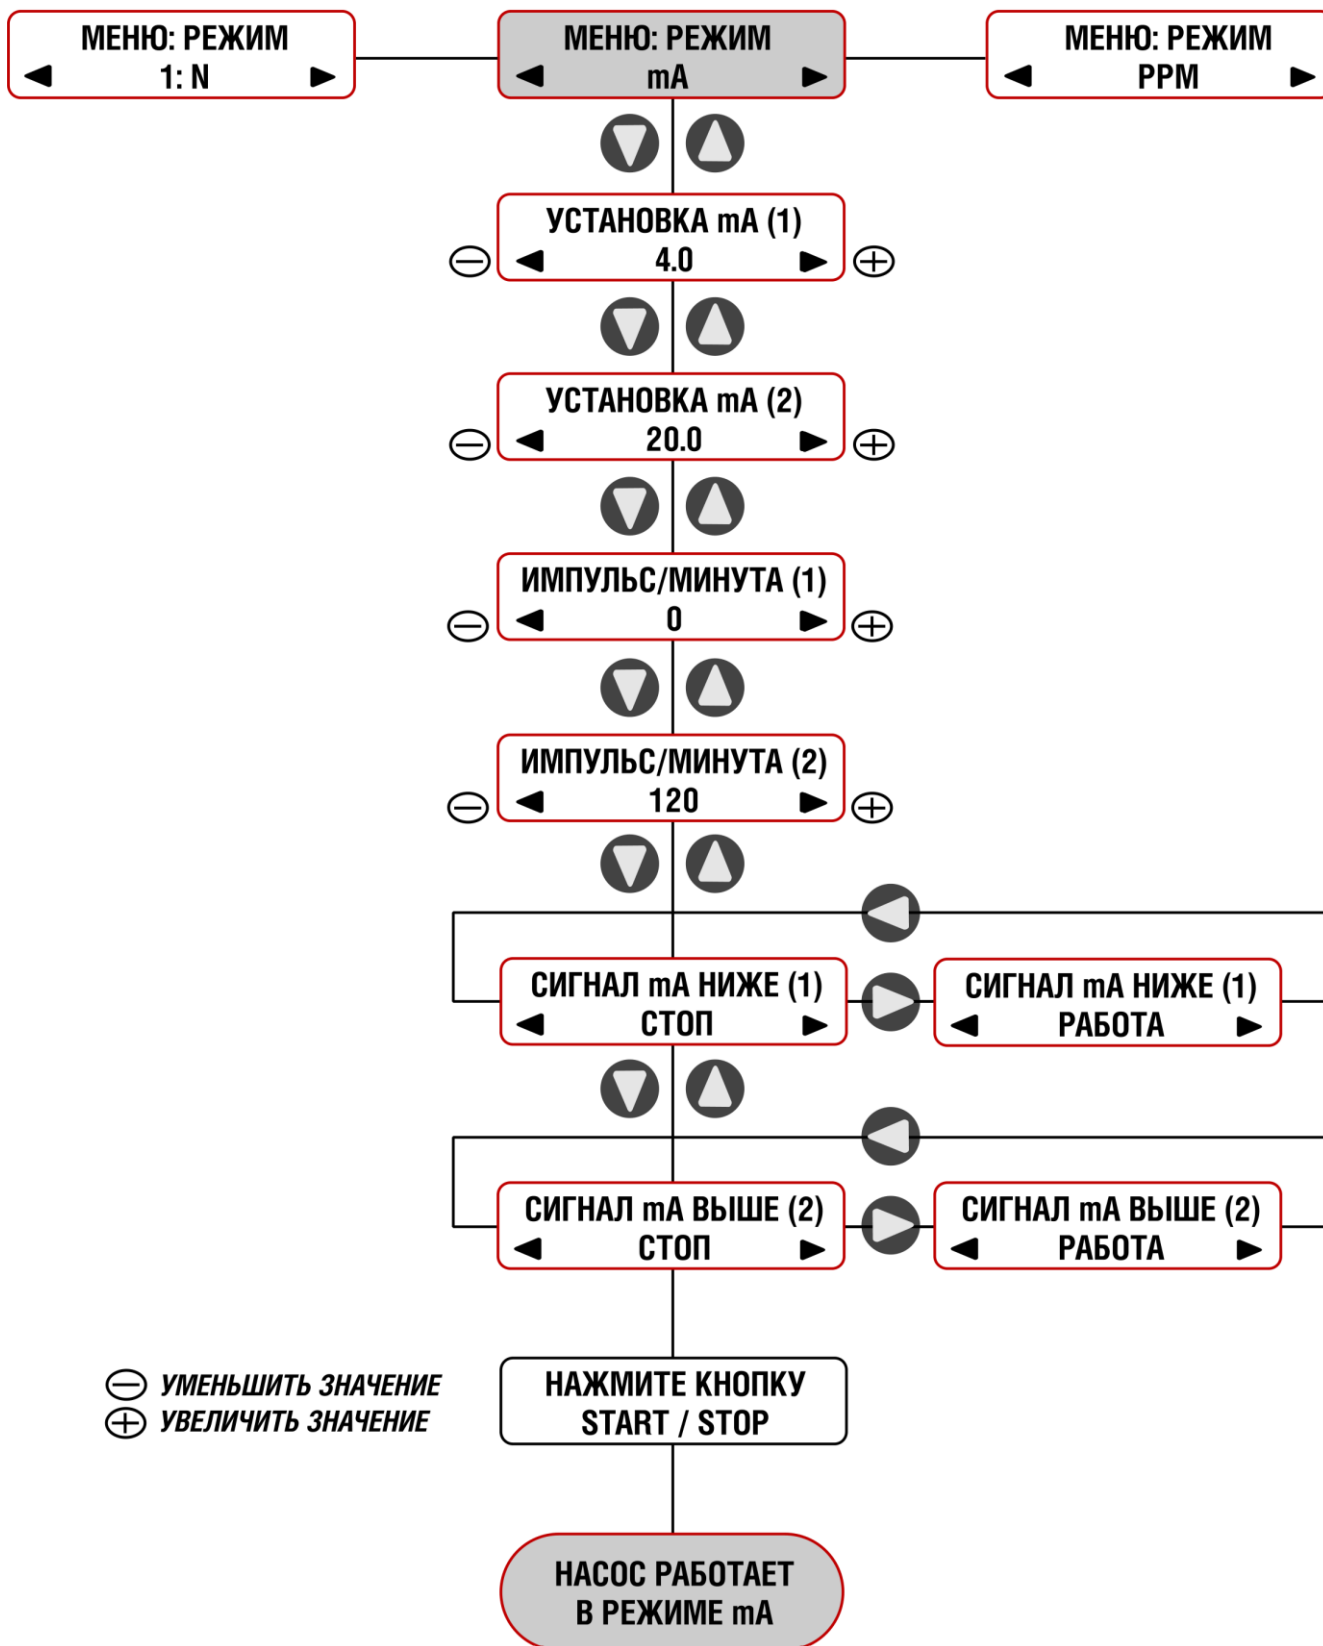 МЕНЮ: РЕЖИМ
1: N
МЕНЮ: РЕЖИМ
mA
МЕНЮ: РЕЖИМ
PPM
УСТАНОВКА mA (1)
4.0
УСТАНОВКА mA (2)
20.0
ИМПУЛЬС/МИНУТА (1)
0
ИМПУЛЬС/МИНУТА (2)
120
СИГНАЛ mA НИЖЕ (1)
СТОП
СИГНАЛ mA НИЖЕ (1)
РАБОТА
СИГНАЛ mA ВЫШЕ (2)
СТОП
СИГНАЛ mA ВЫШЕ (2)
РАБОТА
УМЕНЬШИТЬ ЗНАЧЕНИЕ
УВЕЛИЧИТЬ ЗНАЧЕНИЕ
НАЖМИТЕ КНОПКУ
START / STOP
НАСОС РАБОТАЕТ
В РЕЖИМЕ mA